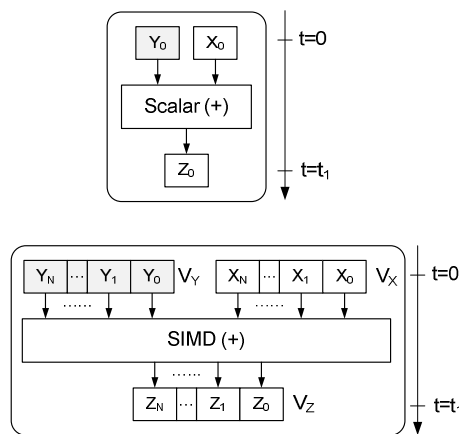 Y₀ X₀ t=0
Scalar (+)
Z₀ t=t₁
Y_N ... Y₁ Y₀ V_Y X_N ... X₁ X₀ V_X t=0
...... ......
SIMD (+)
......
Z_N ... Z₁ Z₀ V_Z t=t₁